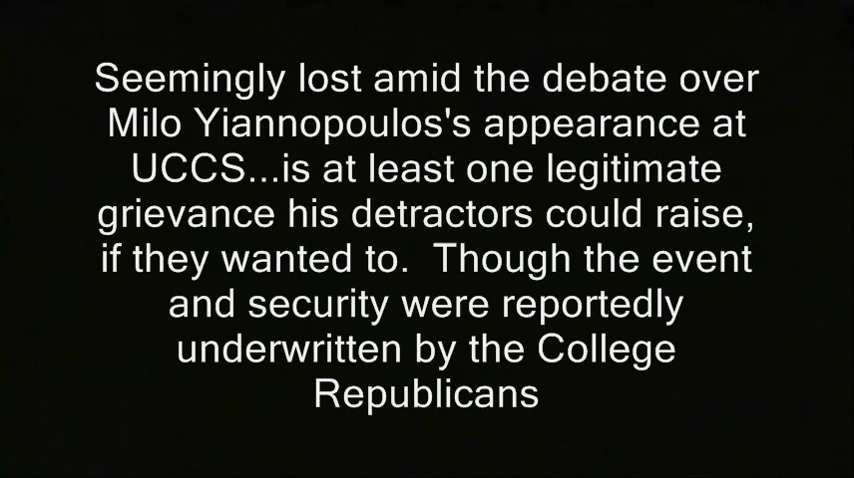 Seemingly lost amid the debate over
Milo Yiannopoulos's appearance at
UCCS...is at least one legitimate
grievance his detractors could raise,
if they wanted to.  Though the event
and security were reportedly
underwritten by the College
Republicans